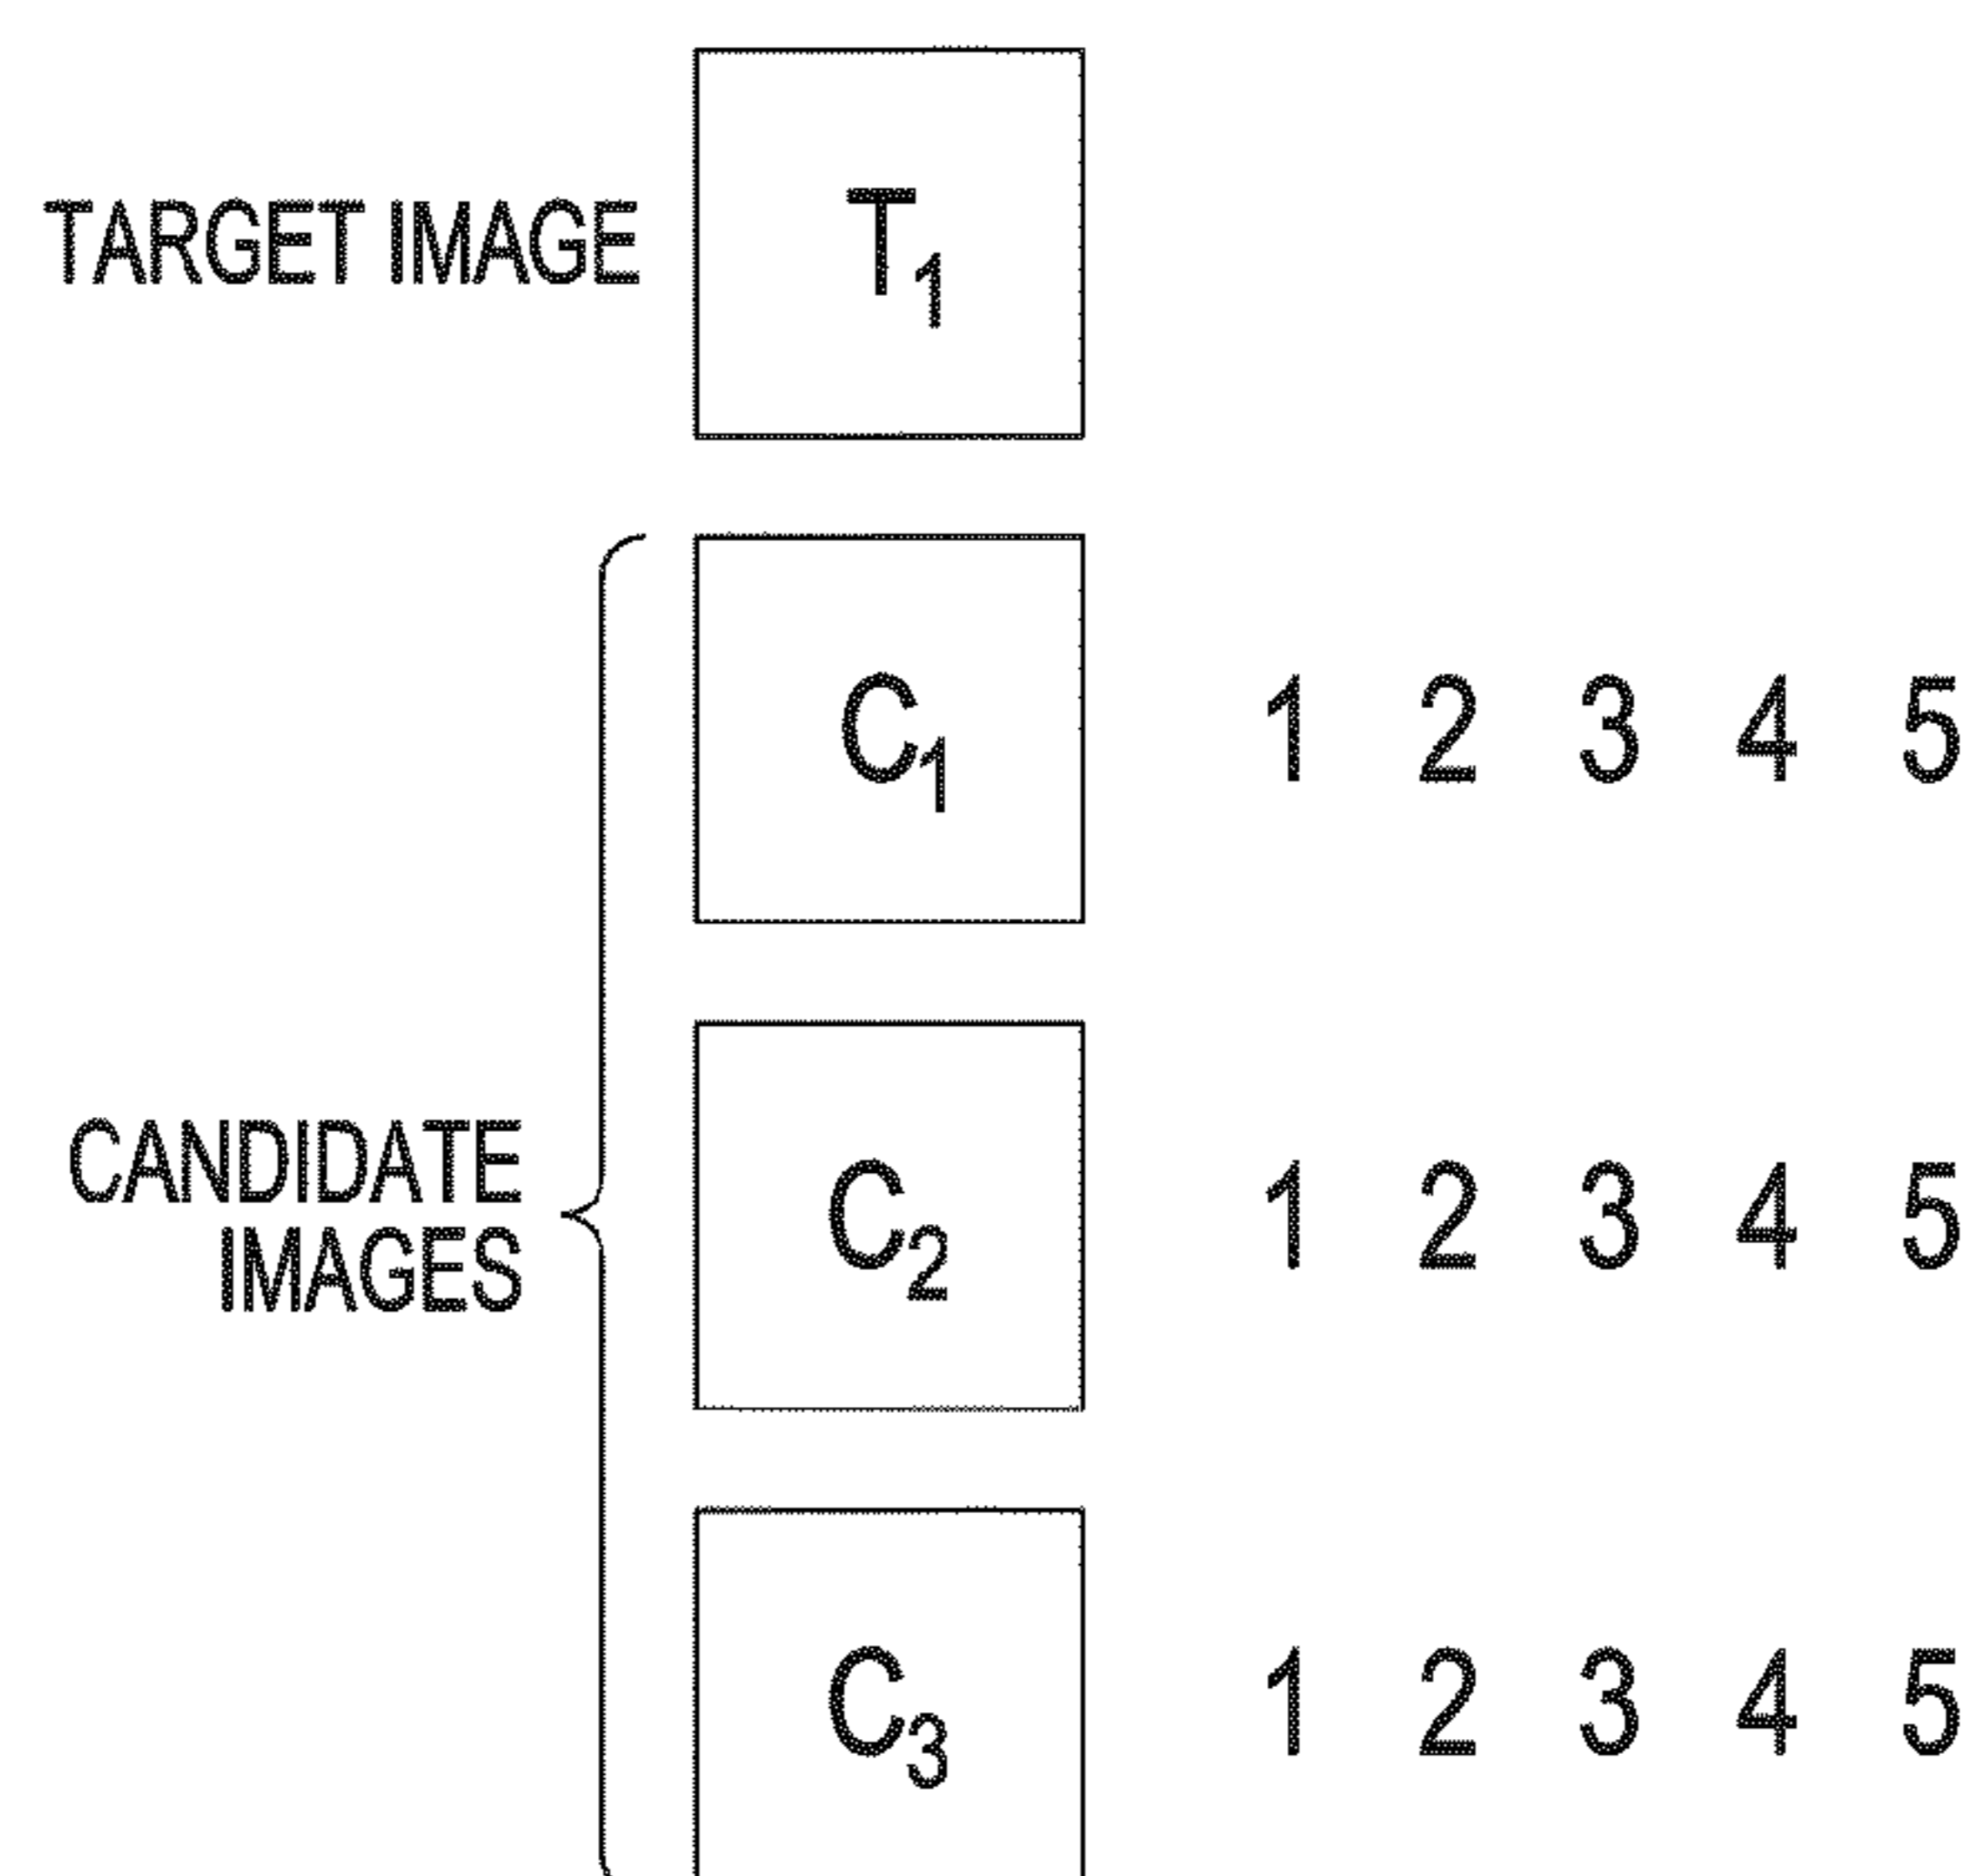 TARGET IMAGE T₁
C₁ 1 2 3 4 5
CANDIDATE
IMAGES
C₂ 1 2 3 4 5
C₃ 1 2 3 4 5